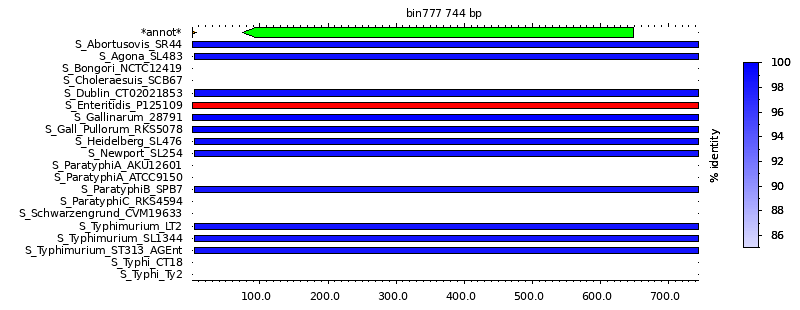 bin777 744 bp
*annot*
S_Abortusovis_SR44
S_Agona_SL483
S_Bongori_NCTC12419
S_Choleraesuis_SCB67
S_Dublin_CT02021853
S_Enteritidis_P125109
S_Gallinarum_28791
S_Gall_Pullorum_RKS5078
S_Heidelberg_SL476
S_Newport_SL254
S_ParatyphiA_AKU12601
S_ParatyphiA_ATCC9150
S_ParatyphiB_SPB7
S_ParatyphiC_RKS4594
S_Schwarzengrund_CVM19633
S_Typhimurium_LT2
S_Typhimurium_SL1344
S_Typhimurium_ST313_AGEnt
S_Typhi_CT18
S_Typhi_Ty2
100.0 200.0 300.0 400.0 500.0 600.0 700.0
% identity
100
98
96
94
92
90
88
86